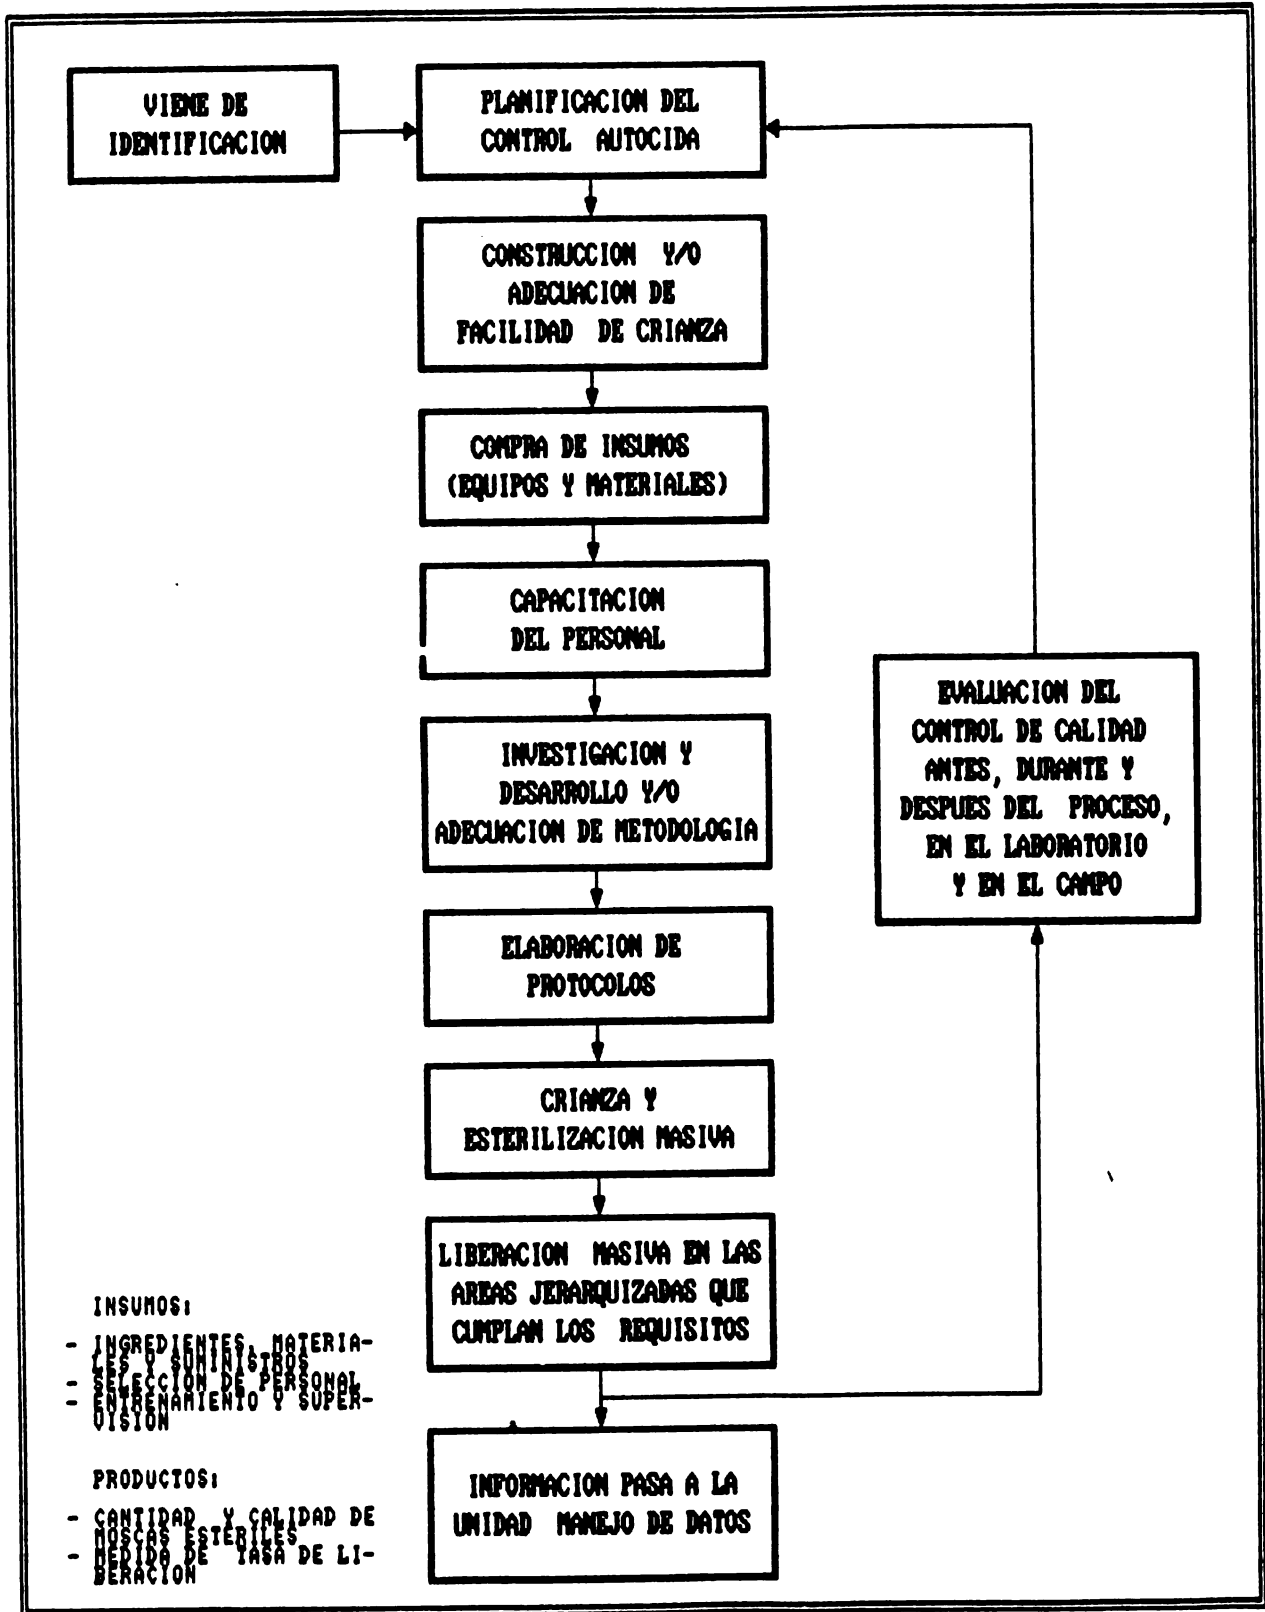 VIENE DE
IDENTIFICACION
PLANIFICACION DEL
CONTROL AUTOCIDA
CONSTRUCCION Y/O
ADECUACION DE
FACILIDAD DE CRIANZA
COMPRA DE INSUMOS
(EQUIPOS Y MATERIALES)
CAPACITACION
DEL PERSONAL
INVESTIGACION Y
DESARROLLO Y/O
ADECUACION DE METODOLOGIA
ELABORACION DE
PROTOCOLOS
CRIANZA Y
ESTERILIZACION MASIVA
LIBERACION MASIVA EN LAS
AREAS JERARQUIZADAS QUE
CUMPLAN LOS REQUISITOS
INFORMACION PASA A LA
UNIDAD MANEJO DE DATOS
EVALUACION DEL
CONTROL DE CALIDAD
ANTES, DURANTE Y
DESPUES DEL PROCESO,
EN EL LABORATORIO
Y EN EL CAMPO
INSUMOS:
- INGREDIENTES, MATERIA-
LES Y SUMINISTROS
- SELECCION DE PERSONAL
- ENTRENAMIENTO Y SUPER-
VISION
PRODUCTOS:
- CANTIDAD Y CALIDAD DE
MOSCAS ESTERILES
- MEDIDA DE TASA DE LI-
BERACION